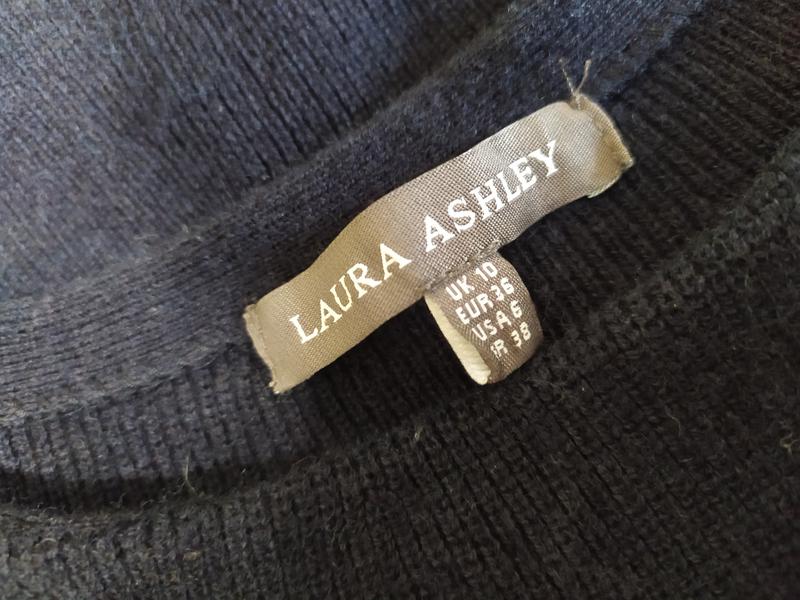 LAURA ASHLEY
UK 10
EUR 36
USA 6
FR 38